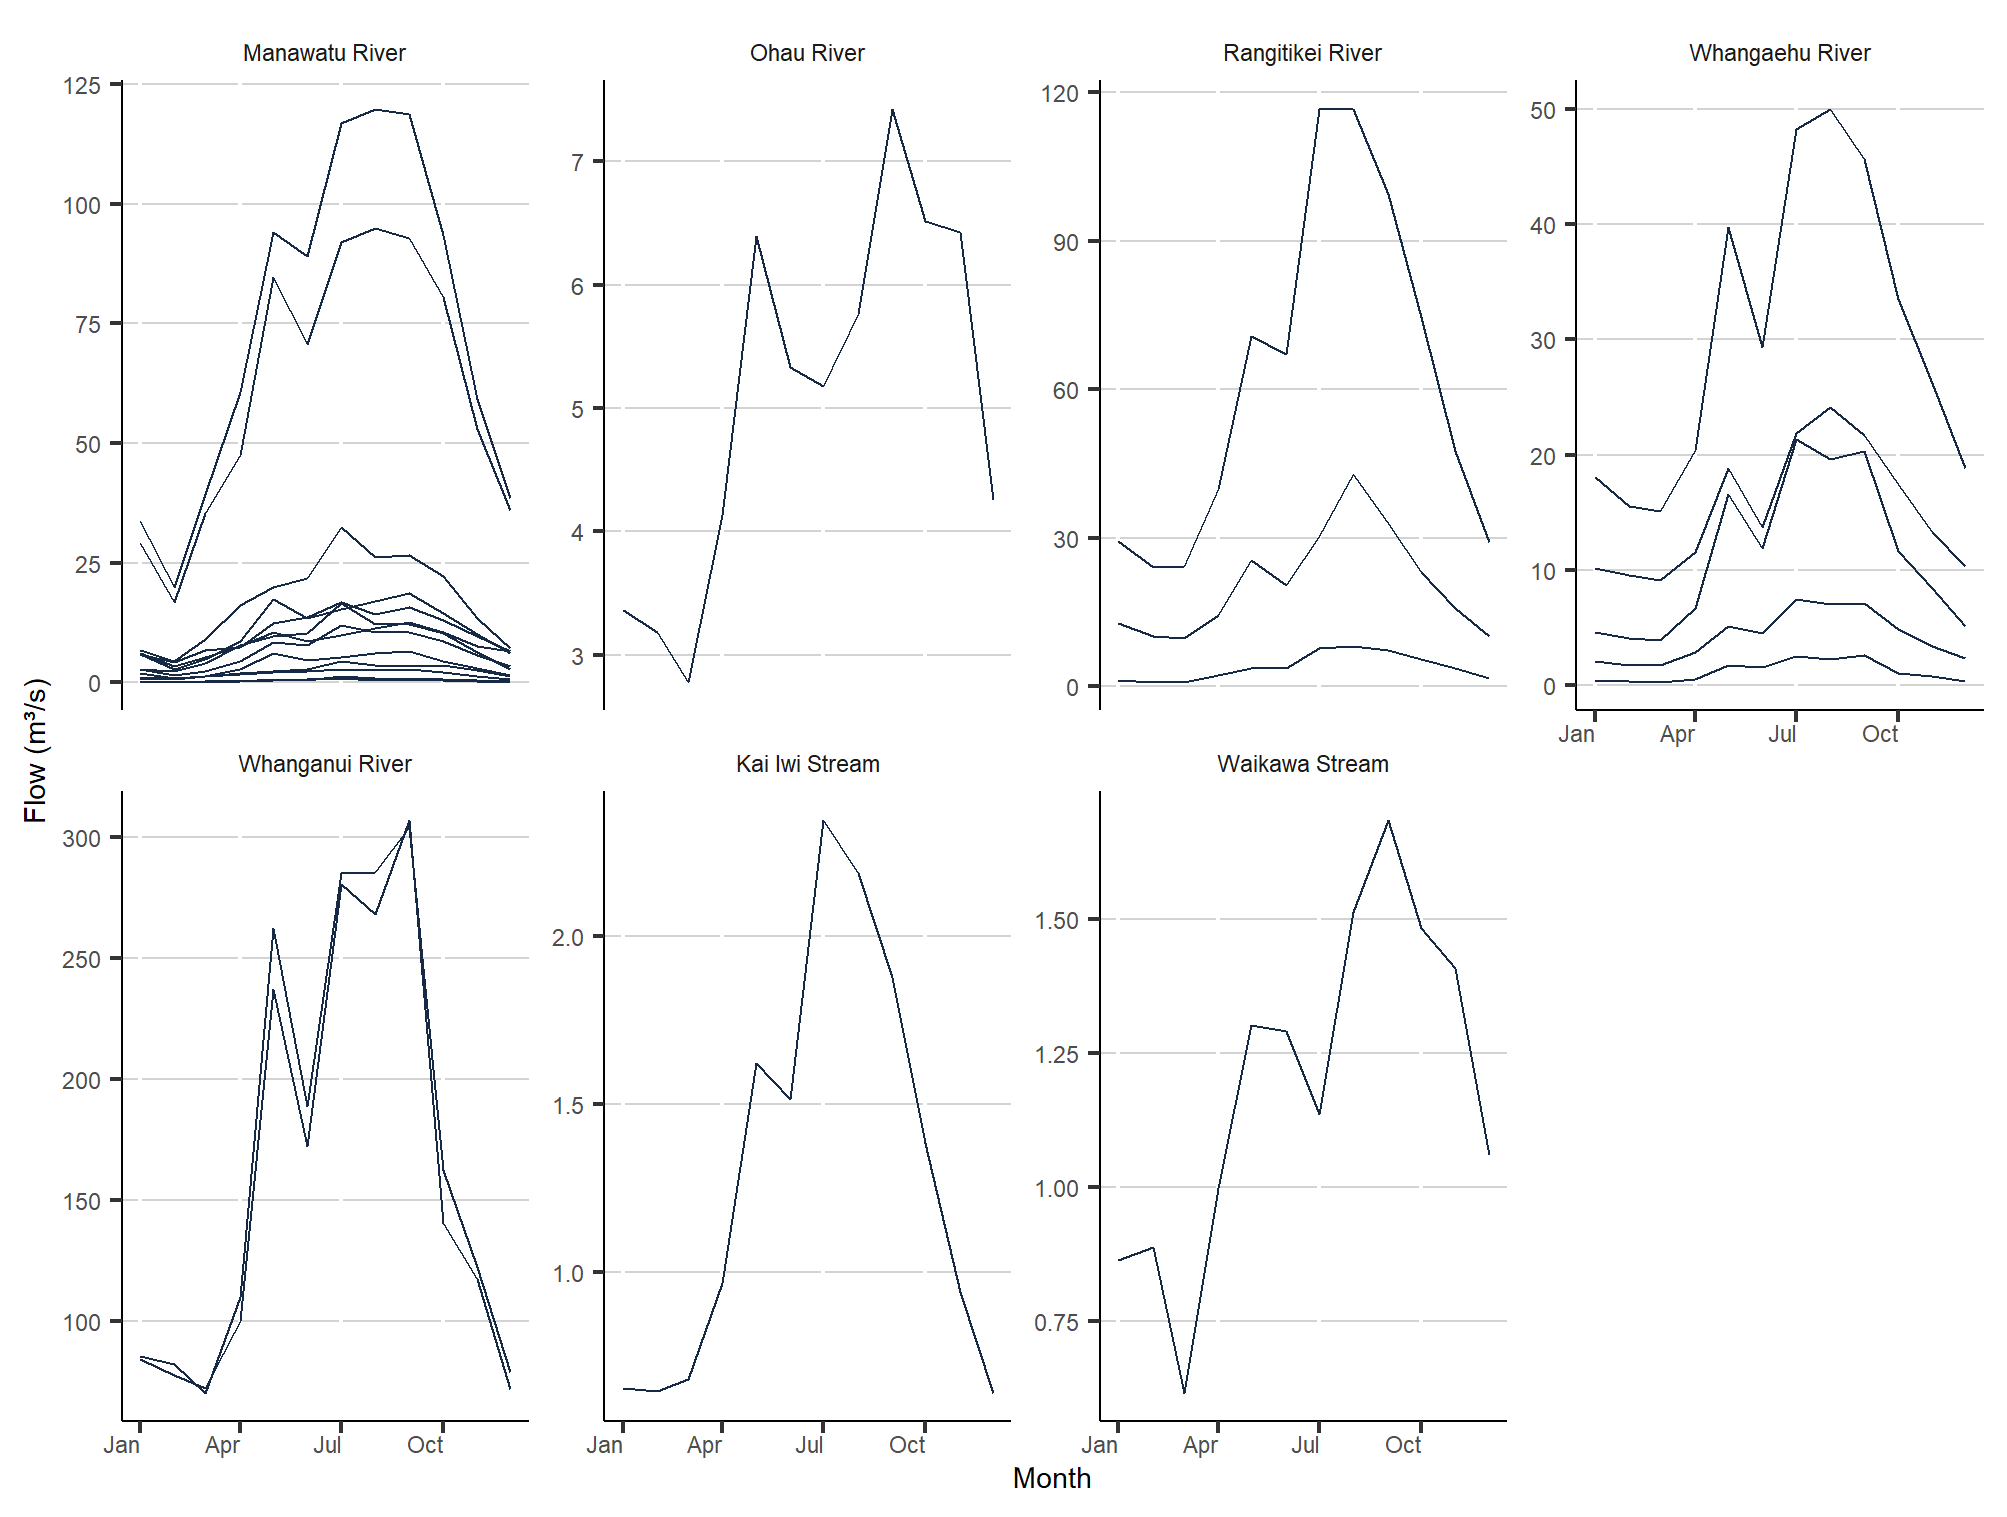 Manawatu River
Ohau River
Rangitikei River
Whangaehu River
125
100
75
50
25
0
7
6
5
4
3
120
90
60
30
0
50
40
30
20
10
0
Jan Apr Jul Oct
Flow (m³/s)
Whanganui River
Kai Iwi Stream
Waikawa Stream
300
250
200
150
100
2.0
1.5
1.0
1.50
1.25
1.00
0.75
Jan Apr Jul Oct
Jan Apr Jul Oct
Jan Apr Jul Oct
Month